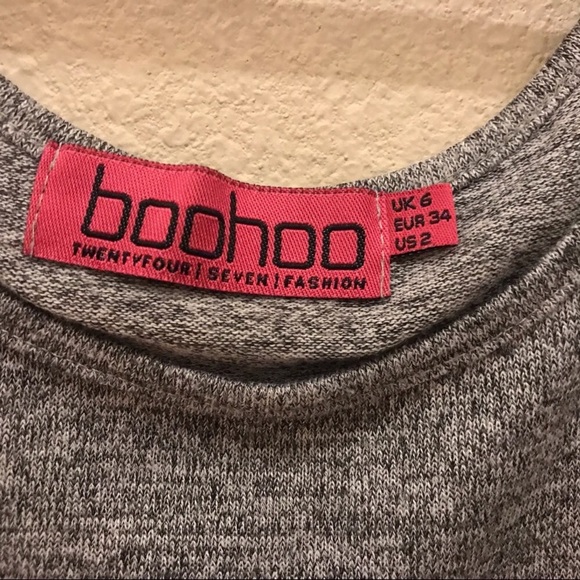 boohoo
TWENTYFOUR|SEVEN|FASHION
UK 6
EUR 34
US 2